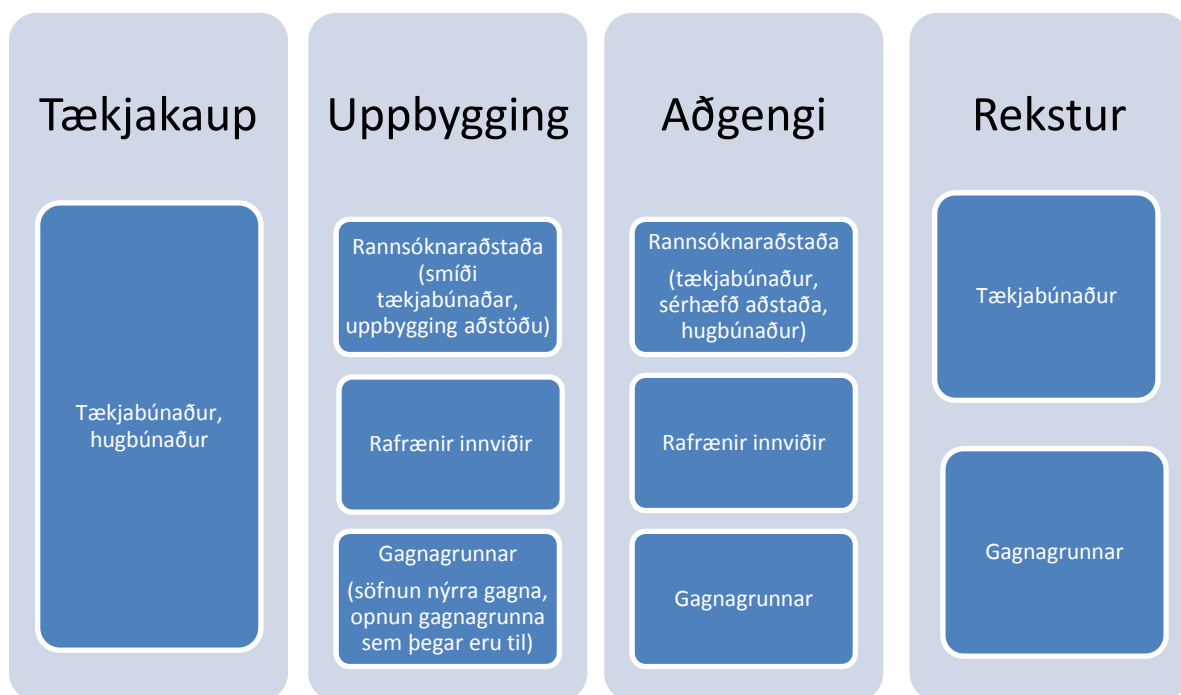 Tækjakaup
Tækjabúnaður,
hugbúnaður
Uppbygging
Rannsóknaraðstaða
(smíði
tækjabúnaðar,
uppbygging aðstöðu)
Rafrænir innviðir
Gagnagrunnar
(söfnun nýrra gagna,
opnun gagnagrunna
sem þegar eru til)
Aðgengi
Rannsóknaraðstaða
(tækjabúnaður,
sérhæfð aðstaða,
hugbúnaður)
Rafrænir innviðir
Gagnagrunnar
Rekstur
Tækjabúnaður
Gagnagrunnar